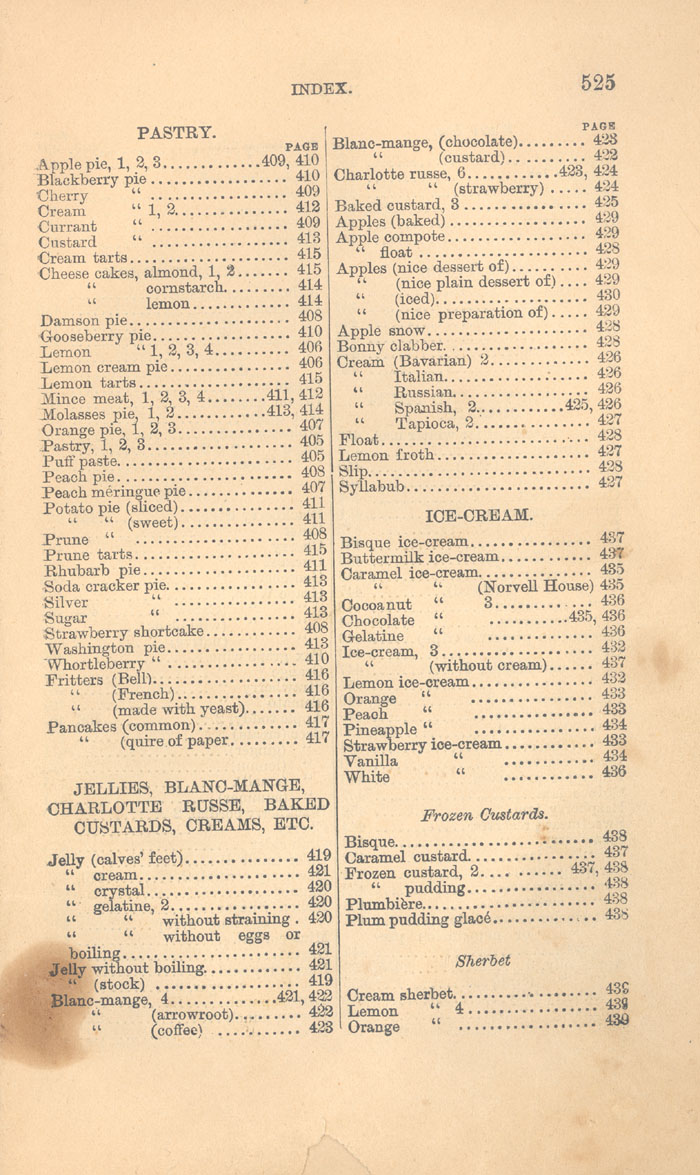 INDEX.
525
PASTRY.
PAGE
Apple pie, 1, 2, 3.............409, 410
Blackberry pie.................. 410
Cherry “ .................. 409
Cream “ 1, 2............... 412
Currant “ .................. 409
Custard “ .................. 413
Cream tarts.................... 415
Cheese cakes, almond, 1, 2....... 415
“ cornstarch........... 414
“ lemon............... 414
Damson pie.................... 408
Gooseberry pie................. 410
Lemon “ 1, 2, 3, 4.......... 406
Lemon cream pie............... 406
Lemon tarts.................... 415
Mince meat, 1, 2, 3, 4.......411, 412
Molasses pie, 1, 2...........413, 414
Orange pie, 1, 2, 3.............. 407
Pastry, 1, 2, 3.................. 405
Puff paste...................... 405
Peach pie...................... 408
Peach méringue pie............. 407
Potato pie (sliced).............. 411
“ “ (sweet).............. 411
Prune “ ................... 408
Prune tarts.................... 415
Rhubarb pie................... 411
Soda cracker pie................ 413
Silver “ ................ 413
Sugar “ ................ 413
Strawberry shortcake............ 408
Washington pie................ 413
Whortleberry “ ............... 410
Fritters (Bell).................. 416
“ (French)............... 416
“ (made with yeast)....... 416
Pancakes (common)............. 417
“ (quire of paper......... 417
JELLIES, BLANC-MANGE,
CHARLOTTE RUSSE, BAKED
CUSTARDS, CREAMS, ETC.
Jelly (calves’ feet)............... 419
“ cream.................... 421
“ crystal.................... 420
“ gelatine, 2................. 420
“ “ without straining . 420
“ “ without eggs or
boiling....................... 421
Jelly without boiling............. 421
“ (stock) ................... 419
Blanc-mange, 4..............421, 422
“ (arrowroot).......... 422
“ (coffee) ............ 423
PAGE
Blanc-mange, (chocolate)......... 423
“ (custard).......... 422
Charlotte russe, 6............423, 424
“ “ (strawberry) ..... 424
Baked custard, 3................ 425
Apples (baked)................. 429
Apple compote................. 429
“ float .................... 428
Apples (nice dessert of).......... 429
“ (nice plain dessert of).... 429
“ (iced).................. 430
“ (nice preparation of)..... 429
Apple snow.................... 428
Bonny clabber.................. 428
Cream (Bavarian) 2............. 426
“ Italian................. 426
“ Russian................ 426
“ Spanish, 2...........425, 426
“ Tapioca, 2.............. 427
Float.......................... 428
Lemon froth................... 427
Slip........................... 428
Syllabub....................... 427
ICE-CREAM.
Bisque ice-cream................ 437
Buttermilk ice-cream............ 437
Caramel ice-cream.............. 435
“ “ (Norvell House) 435
Cocoanut “ 3............ 436
Chocolate “ ..........435, 436
Gelatine “ .............. 436
Ice-cream, 3................... 432
“ (without cream)...... 437
Lemon ice-cream............... 432
Orange “ ............... 433
Peach “ ............... 433
Pineapple “ ............... 434
Strawberry ice-cream............ 433
Vanilla “ ............ 434
White “ ............ 436
Frozen Custards.
Bisque......................... 438
Caramel custard................. 437
Frozen custard, 2............ 437, 438
“ pudding................ 438
Plumbière...................... 438
Plum pudding glacé............. 438
Sherbet
Cream sherbet..................
Lemon “ 4................
Orange “ ................. 439